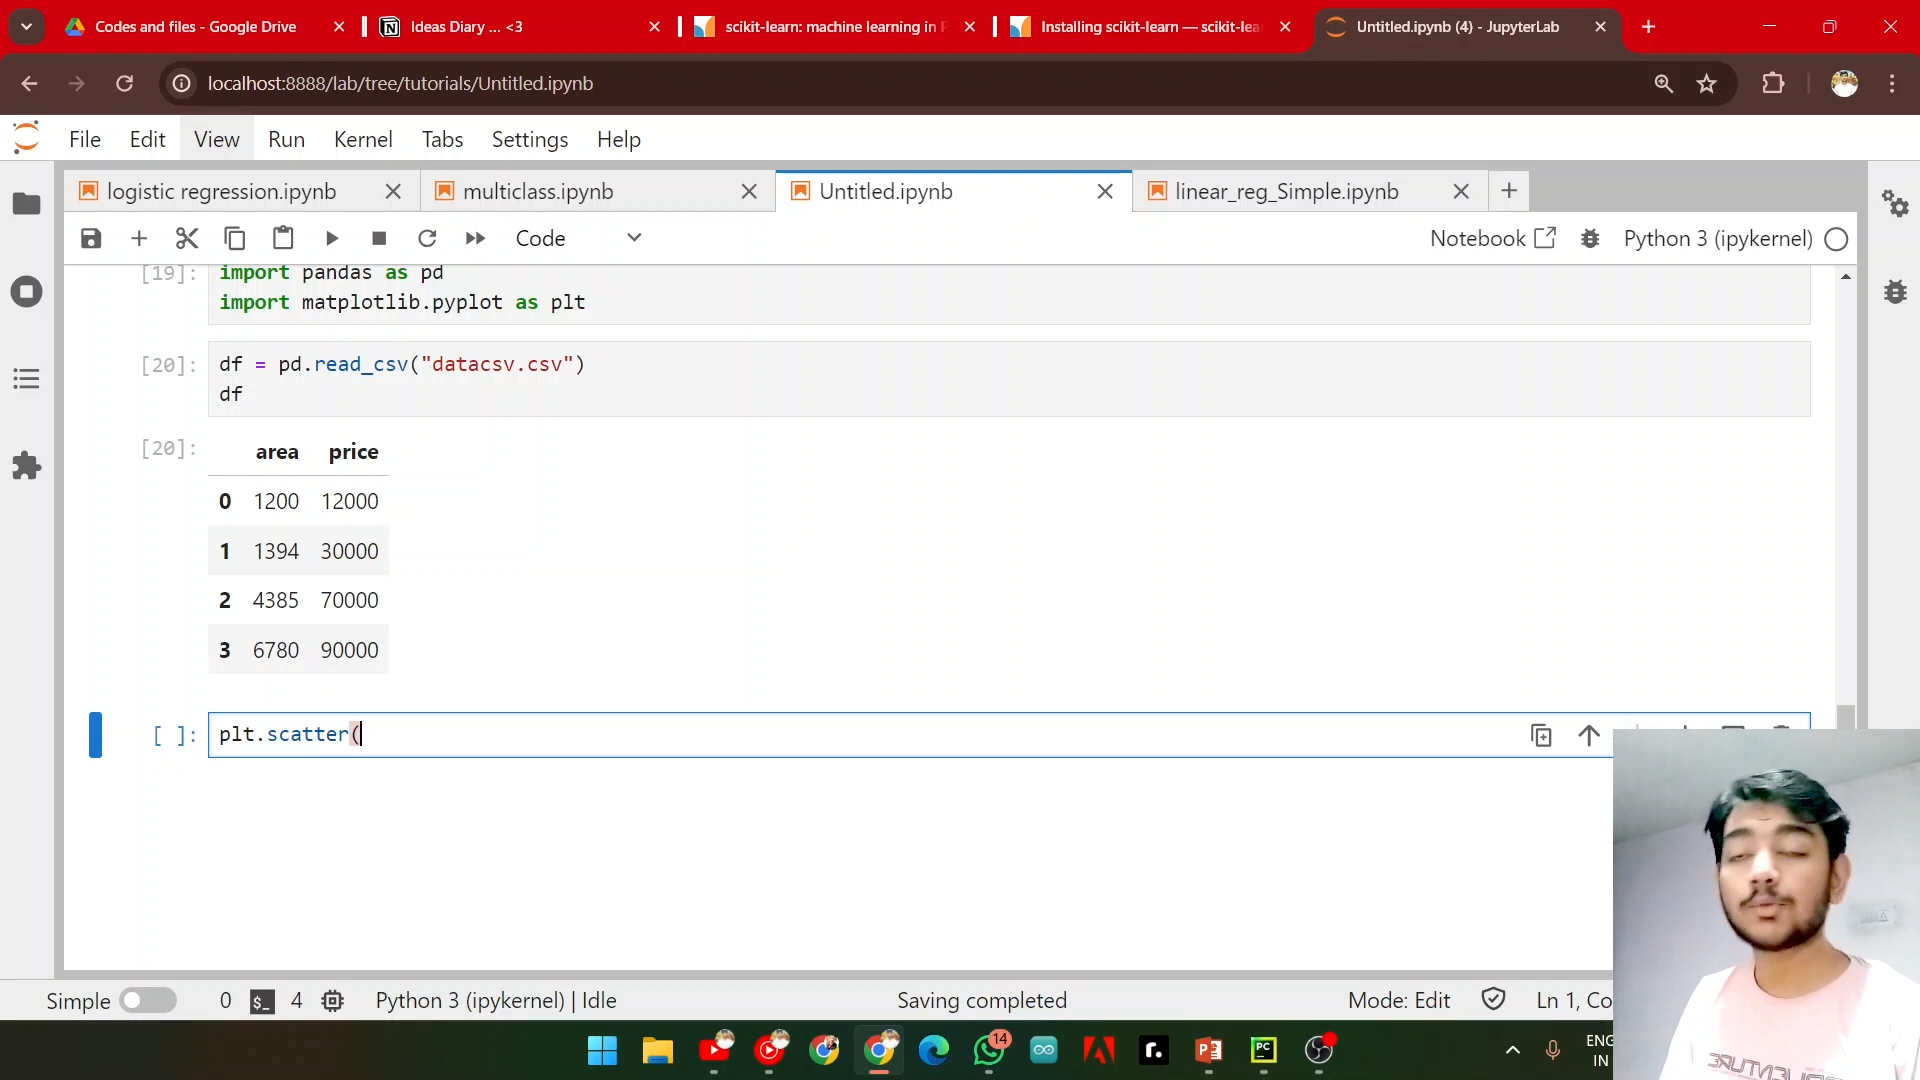 Codes and files - Google Drive
Ideas Diary ... <3
scikit-learn: machine learning in P
Installing scikit-learn — scikit-lea
Untitled.ipynb (4) - JupyterLab
localhost:8888/lab/tree/tutorials/Untitled.ipynb
File Edit View Run Kernel Tabs Settings Help
logistic regression.ipynb
multiclass.ipynb
Untitled.ipynb
linear_reg_Simple.ipynb
Code
Notebook
Python 3 (ipykernel)
[19]: import pandas as pd
import matplotlib.pyplot as plt
[20]: df = pd.read_csv("datacsv.csv")
df
[20]: area price
0 1200 12000
1 1394 30000
2 4385 70000
3 6780 90000
[ ]: plt.scatter(
Simple 0 $_ 4 Python 3 (ipykernel) | Idle
Saving completed
Mode: Edit
Ln 1, Co
14
PC
ENG
IN